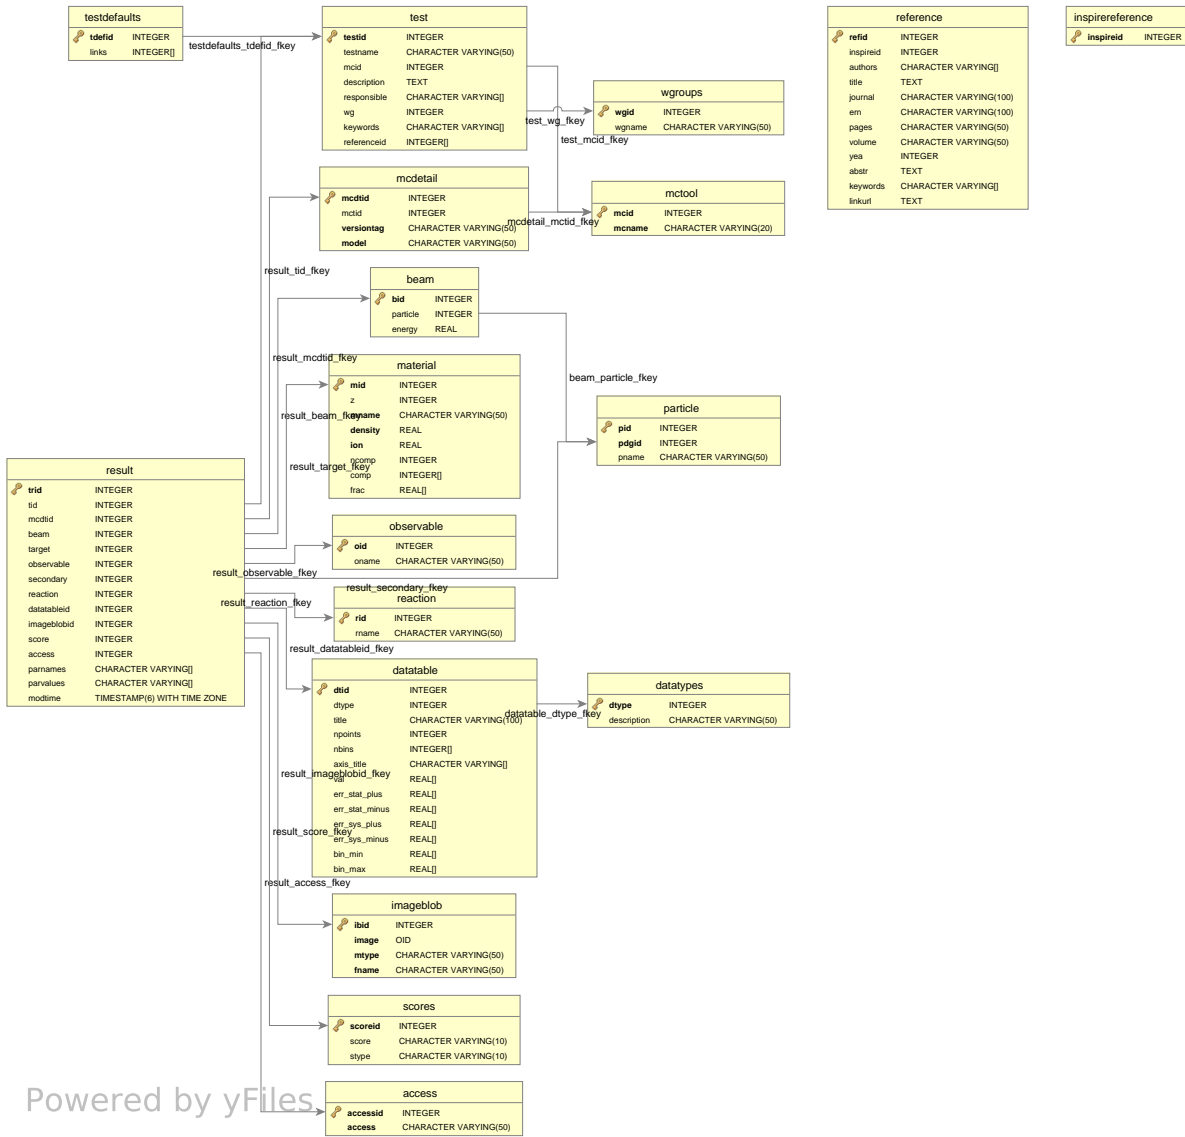 testdefaults
tdefid INTEGER
links INTEGER[]
testdefaults_tdefid_fkey
test
testid INTEGER
testname CHARACTER VARYING(50)
mcid INTEGER
description TEXT
responsible CHARACTER VARYING[]
wg INTEGER
keywords CHARACTER VARYING[]
referenceid INTEGER[]
test_wg_fkey
test_mcid_fkey
wgroups
wgid INTEGER
wgname CHARACTER VARYING(50)
reference
refid INTEGER
inspireid INTEGER
authors CHARACTER VARYING[]
title TEXT
journal CHARACTER VARYING(100)
ern CHARACTER VARYING(100)
pages CHARACTER VARYING(50)
volume CHARACTER VARYING(50)
yea INTEGER
abstr TEXT
keywords CHARACTER VARYING[]
linkurl TEXT
inspirereference
inspireid INTEGER
mcdetail
mcdtid INTEGER
mctid INTEGER
versiontag CHARACTER VARYING(50)
model CHARACTER VARYING(50)
mcdetail_mctid_fkey
mctool
mcid INTEGER
mcname CHARACTER VARYING(20)
result_tid_fkey
beam
bid INTEGER
particle INTEGER
energy REAL
beam_particle_fkey
result_mcdtid_fkey
material
mid INTEGER
z INTEGER
result_beam_fkey
mname CHARACTER VARYING(50)
density REAL
ion REAL
result_target_fkey
ncomp INTEGER
comp INTEGER[]
frac REAL[]
particle
pid INTEGER
pdgid INTEGER
pname CHARACTER VARYING(50)
result
trid INTEGER
tid INTEGER
mcdtid INTEGER
beam INTEGER
target INTEGER
observable INTEGER
secondary INTEGER
reaction INTEGER
datatableid INTEGER
imageblobid INTEGER
score INTEGER
access INTEGER
parnames CHARACTER VARYING[]
parvalues CHARACTER VARYING[]
modtime TIMESTAMP(6) WITH TIME ZONE
observable
oid INTEGER
oname CHARACTER VARYING(50)
result_observable_fkey
result_secondary_fkey
result_reaction_fkey
reaction
rid INTEGER
rname CHARACTER VARYING(50)
result_datatableid_fkey
datatable
dtid INTEGER
dtype INTEGER
title CHARACTER VARYING(100)
npoints INTEGER
nbins INTEGER[]
axis_title CHARACTER VARYING[]
result_imageblobid_fkey
val REAL[]
err_stat_plus REAL[]
err_stat_minus REAL[]
err_sys_plus REAL[]
result_score_fkey
err_sys_minus REAL[]
bin_min REAL[]
bin_max REAL[]
result_access_fkey
datatable_dtype_fkey
datatypes
dtype INTEGER
description CHARACTER VARYING(50)
imageblob
ibid INTEGER
image OID
mtype CHARACTER VARYING(50)
fname CHARACTER VARYING(50)
scores
scoreid INTEGER
score CHARACTER VARYING(10)
stype CHARACTER VARYING(10)
access
accessid INTEGER
access CHARACTER VARYING(50)
Powered by yFiles